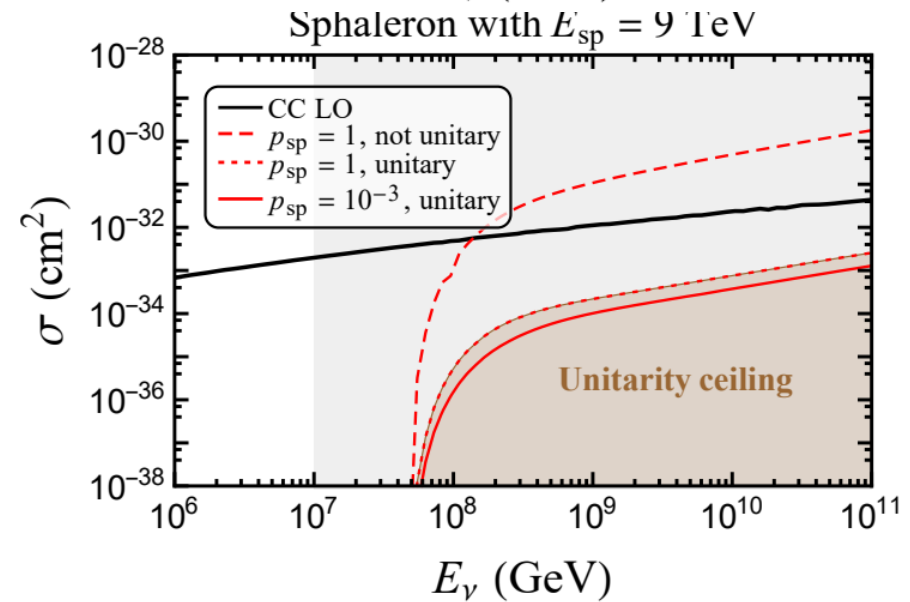 Sphaleron with E_sp = 9 TeV
10^−28
10^−30
10^−32
10^−34
10^−36
10^−38
σ (cm^2)
CC LO
p_sp = 1, not unitary
p_sp = 1, unitary
p_sp = 10^−3, unitary
Unitarity ceiling
10^6 10^7 10^8 10^9 10^10 10^11
E_ν (GeV)